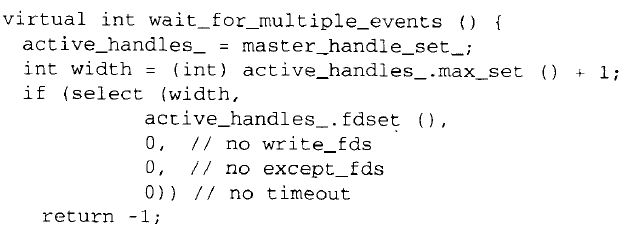 virtual int wait_for_multiple_events () {
active_handles_ = master_handle_set_;
int width = (int) active_handles_.max_set () + 1;
if (select (width,
active_handles_.fdset (),
0, // no write_fds
0, // no except_fds
0)) // no timeout
return -1;